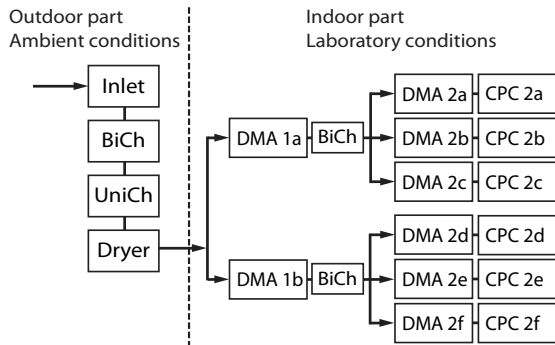 Outdoor part
Ambient conditions
Indoor part
Laboratory conditions
Inlet
BiCh
UniCh
Dryer
DMA 1a
BiCh
DMA 2a
CPC 2a
DMA 2b
CPC 2b
DMA 2c
CPC 2c
DMA 1b
BiCh
DMA 2d
CPC 2d
DMA 2e
CPC 2e
DMA 2f
CPC 2f